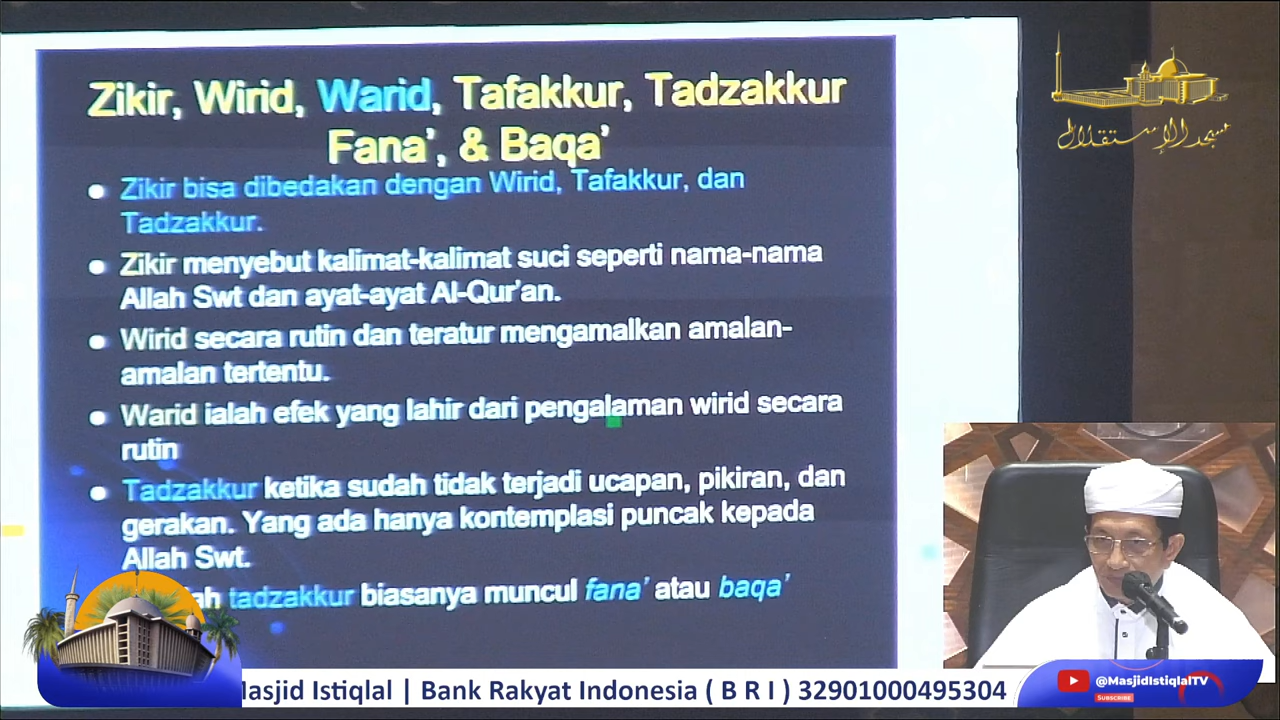 Zikir, Wirid, Warid, Tafakkur, Tadzakkur
Fana’, & Baqa’
• Zikir bisa dibedakan dengan Wirid, Tafakkur, dan
Tadzakkur.
• Zikir menyebut kalimat-kalimat suci seperti nama-nama
Allah Swt dan ayat-ayat Al-Qur’an.
• Wirid secara rutin dan teratur mengamalkan amalan-
amalan tertentu.
• Warid ialah efek yang lahir dari pengalaman wirid secara
rutin
• Tadzakkur ketika sudah tidak terjadi ucapan, pikiran, dan
gerakan. Yang ada hanya kontemplasi puncak kepada
Allah Swt.
tadzakkur biasanya muncul fana’ atau baqa’
مسجد الإستقلال
Masjid Istiqlal | Bank Rakyat Indonesia ( B R I ) 32901000495304
@MasjidIstiqlalTV
SUBSCRIBE